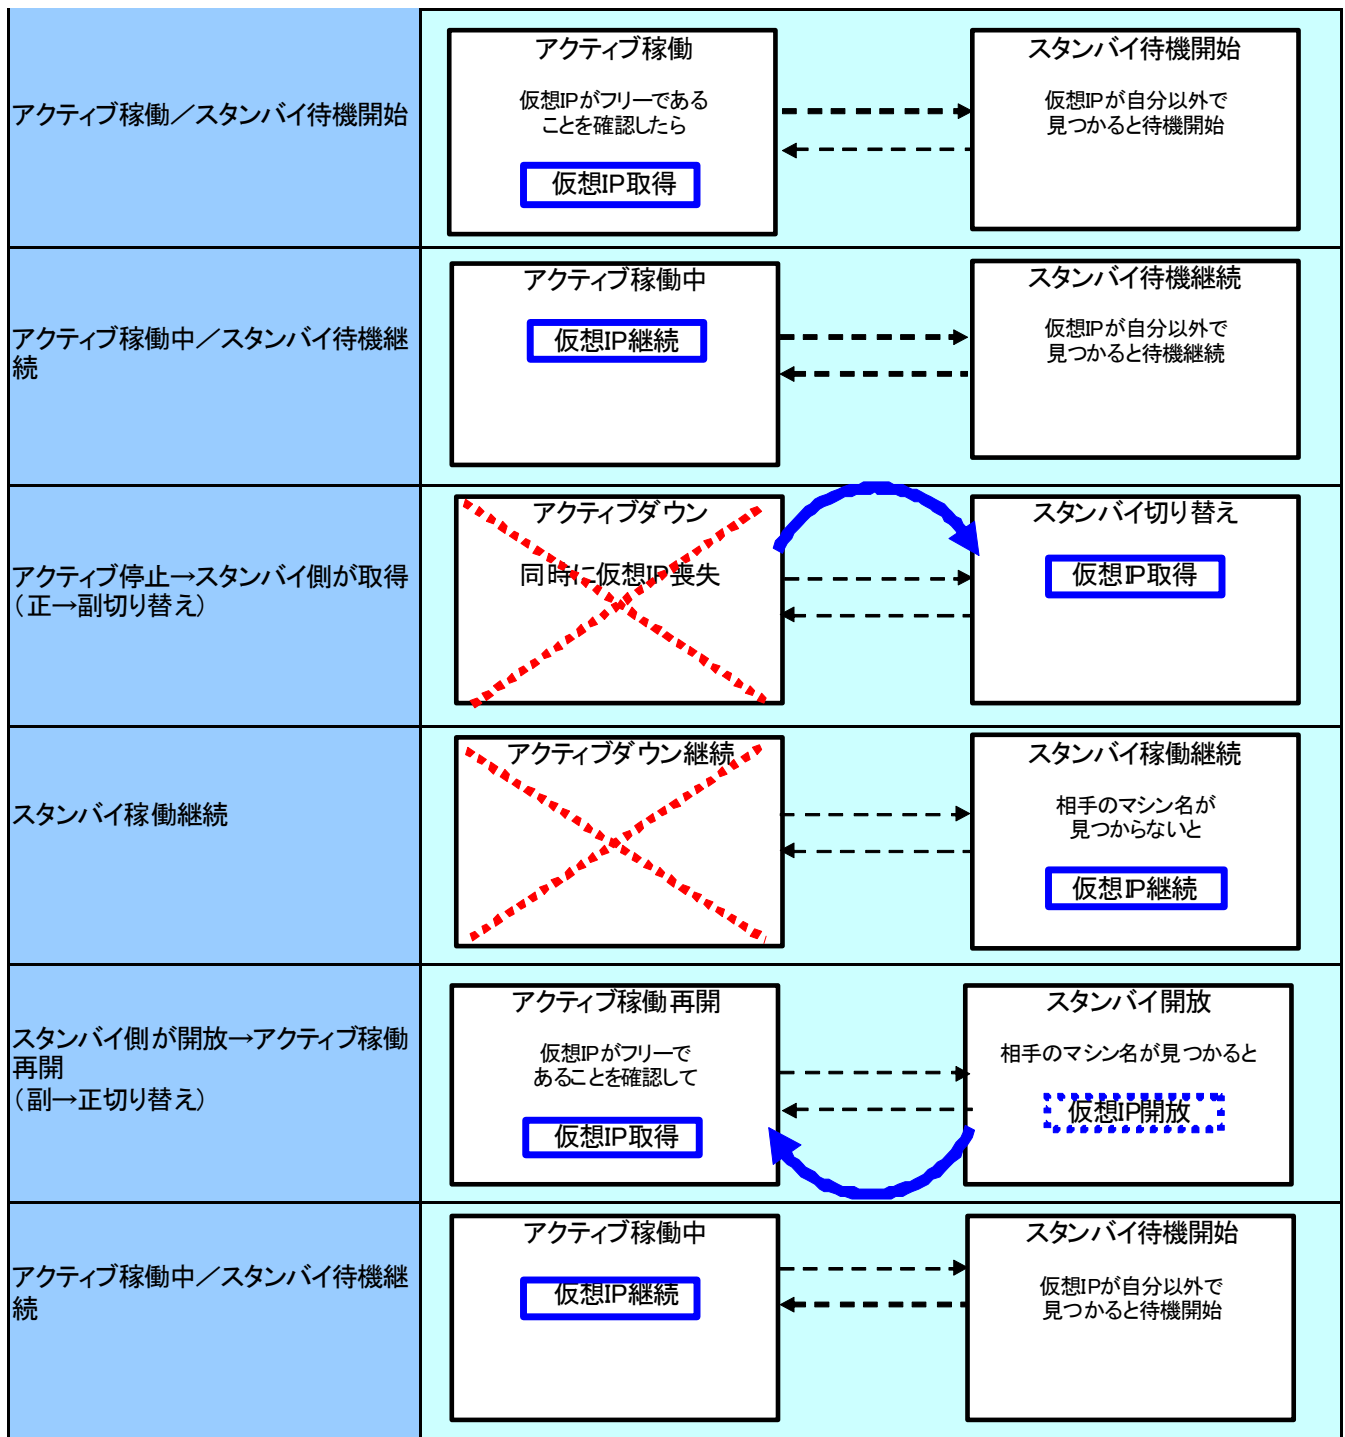 アクティブ稼働／スタンバイ待機開始
アクティブ稼働
仮想IPがフリーである
ことを確認したら
仮想IP取得
スタンバイ待機開始
仮想IPが自分以外で
見つかると待機開始
アクティブ稼働中／スタンバイ待機継
続
アクティブ稼働中
仮想IP継続
スタンバイ待機継続
仮想IPが自分以外で
見つかると待機継続
アクティブ停止→スタンバイ側が取得
（正→副切り替え）
アクティブダウン
同時に仮想IP喪失
スタンバイ切り替え
仮想IP取得
スタンバイ稼働継続
アクティブダウン継続
スタンバイ稼働継続
相手のマシン名が
見つからないと
仮想IP継続
スタンバイ側が開放→アクティブ稼働
再開
（副→正切り替え）
アクティブ稼働再開
仮想IPがフリーで
あることを確認して
仮想IP取得
スタンバイ開放
相手のマシン名が見つかると
仮想IP開放
アクティブ稼働中／スタンバイ待機継
続
アクティブ稼働中
仮想IP継続
スタンバイ待機開始
仮想IPが自分以外で
見つかると待機開始